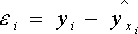 ε_i = y_i − ŷ_{x_i}